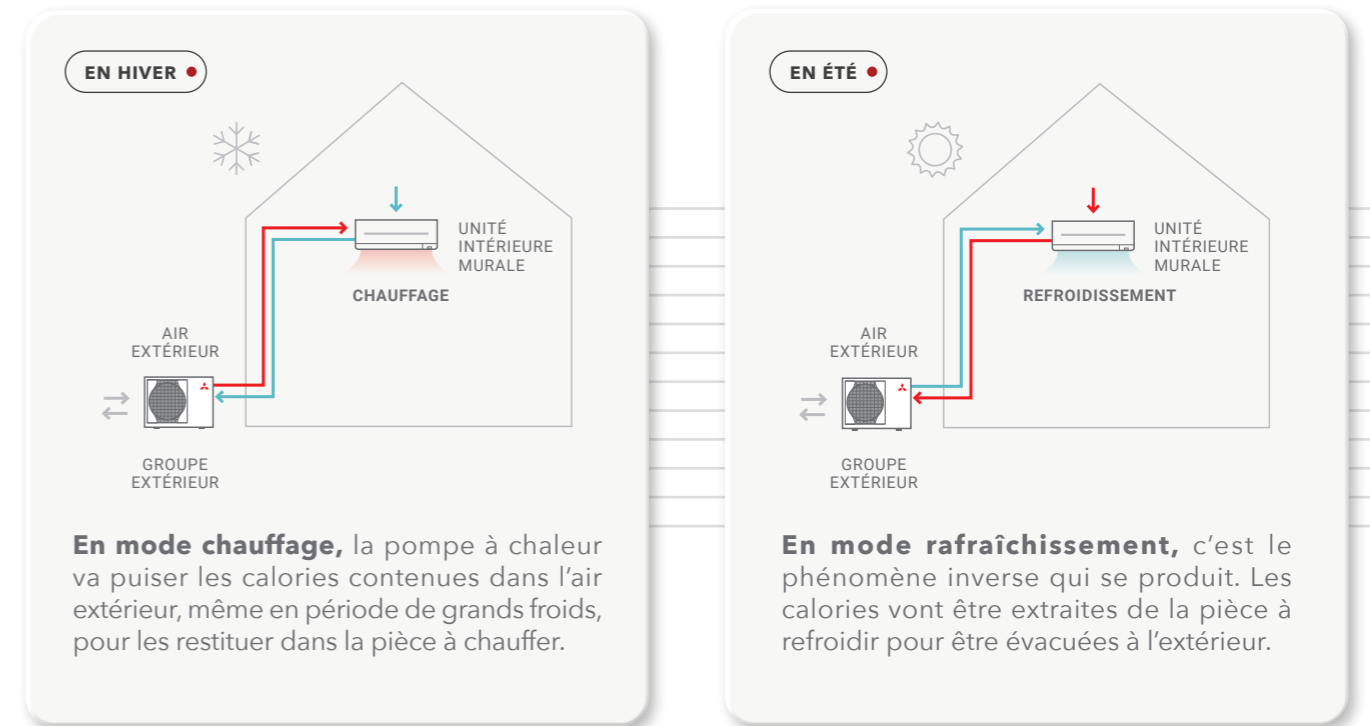 EN HIVER
UNITÉ
INTÉRIEURE
MURALE
CHAUFFAGE
AIR
EXTÉRIEUR
GROUPE
EXTÉRIEUR
En mode chauffage, la pompe à chaleur
va puiser les calories contenues dans l’air
extérieur, même en période de grands froids,
pour les restituer dans la pièce à chauffer.
EN ÉTÉ
UNITÉ
INTÉRIEURE
MURALE
REFROIDISSEMENT
AIR
EXTÉRIEUR
GROUPE
EXTÉRIEUR
En mode rafraîchissement, c’est le
phénomène inverse qui se produit. Les
calories vont être extraites de la pièce à
refroidir pour être évacuées à l’extérieur.